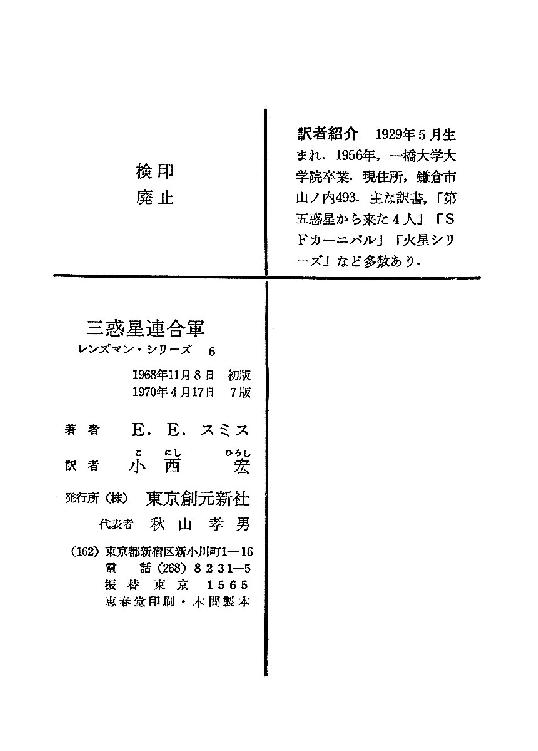 検印
廃止
訳者紹介　1929年5月生
まれ．1956年，一橋大学大
学院卒業．現住所，鎌倉市
山ノ内493．主な訳書，「第
五惑星から来た4人」「S
Fカーニバル」「火星シリ
ーズ」など多数あり．
三惑星連合軍
レンズマン・シリーズ　6
1968年11月8日　初版
1970年4月17日　7版
著者　E．E．スミス
こ　にし　ひろし
訳者　小西　宏
発行所（株）　東京創元新社
代表者　秋山孝男
（162）東京都新宿区新小川町1—16
電　話（268）8231—5
振替東京　1565
恵春堂印刷・本間製本